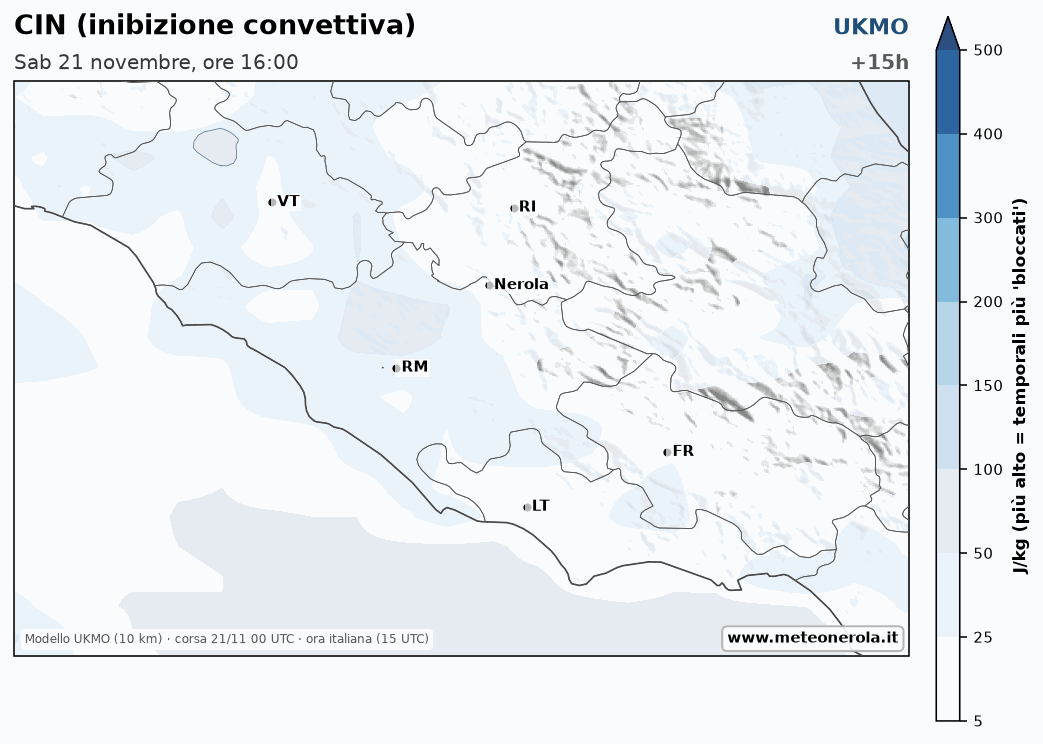 CIN (inibizione convettiva)
UKMO
Sab 21 novembre, ore 16:00
+15h
VT
RI
Nerola
RM
FR
LT
Modello UKMO (10 km) · corsa 21/11 00 UTC · ora italiana (15 UTC)
www.meteonerola.it
500
400
300
200
150
100
50
25
5
J/kg (più alto = temporali più 'bloccati')